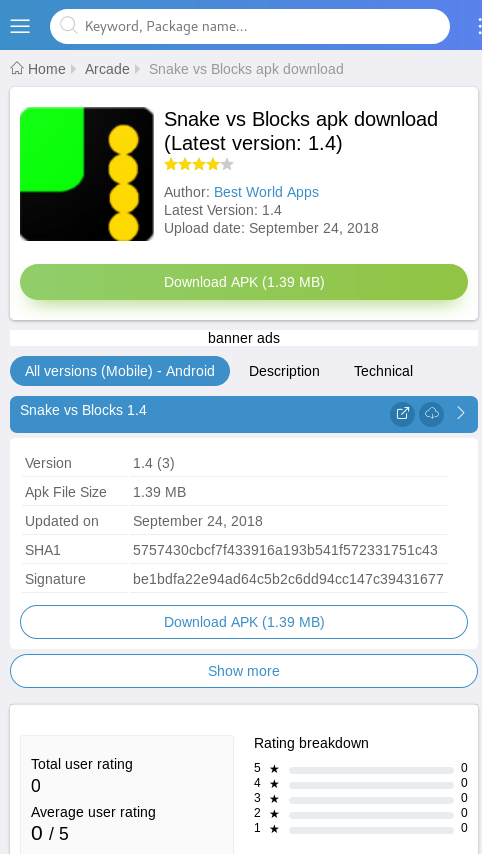 Keyword, Package name...
Home Arcade Snake vs Blocks apk download
Snake vs Blocks apk download
(Latest version: 1.4)
Author: Best World Apps
Latest Version: 1.4
Upload date: September 24, 2018
Download APK (1.39 MB)
banner ads
All versions (Mobile) - Android Description Technical
Snake vs Blocks 1.4
Version 1.4 (3)
Apk File Size 1.39 MB
Updated on September 24, 2018
SHA1 5757430cbcf7f433916a193b541f572331751c43
Signature be1bdfa22e94ad64c5b2c6dd94cc147c39431677
Download APK (1.39 MB)
Show more
Total user rating
0
Average user rating
0 / 5
Rating breakdown
5 ★ 0
4 ★ 0
3 ★ 0
2 ★ 0
1 ★ 0